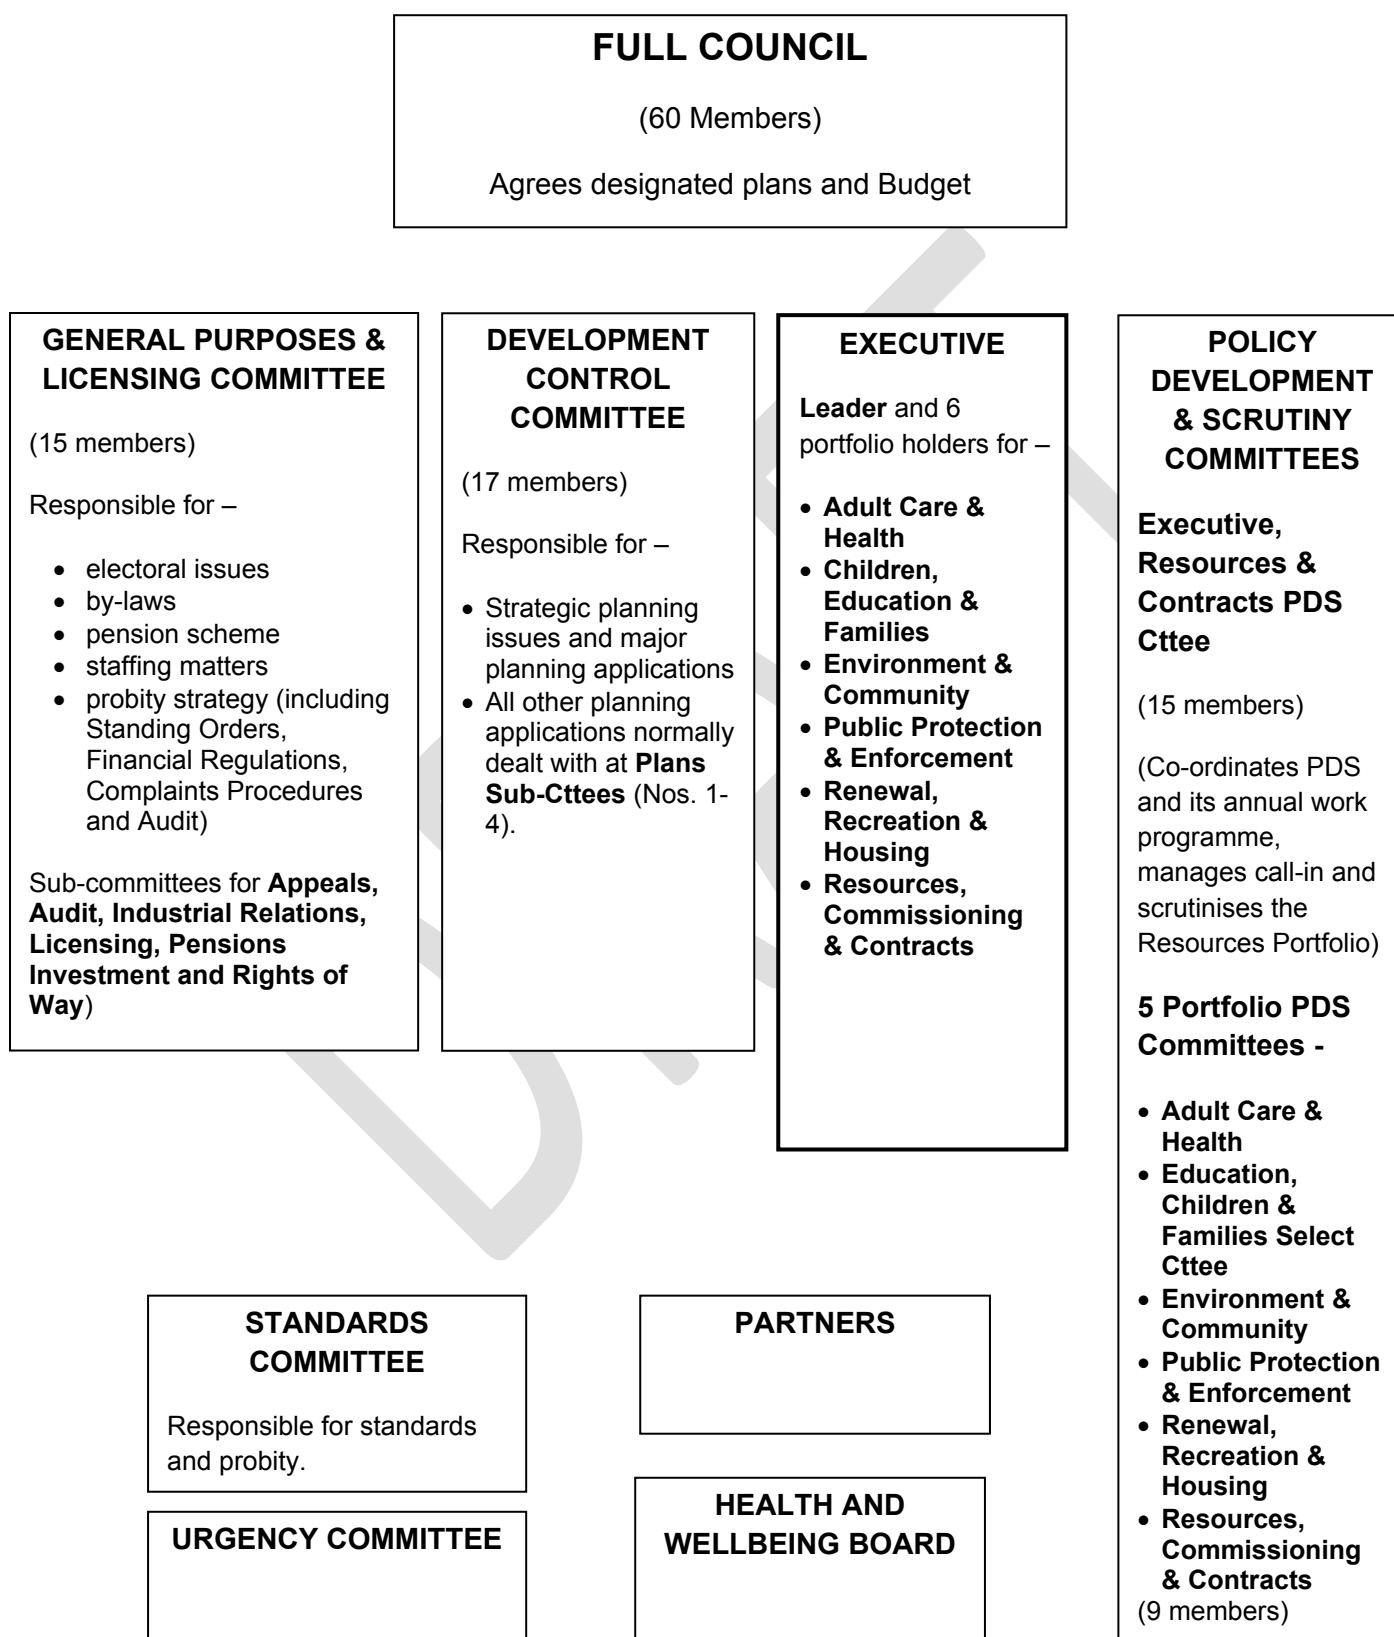 FULL COUNCIL
(60 Members)
Agrees designated plans and Budget
GENERAL PURPOSES &
LICENSING COMMITTEE
(15 members)
Responsible for –
• electoral issues
• by-laws
• pension scheme
• staffing matters
• probity strategy (including
Standing Orders,
Financial Regulations,
Complaints Procedures
and Audit)
Sub-committees for Appeals,
Audit, Industrial Relations,
Licensing, Pensions
Investment and Rights of
Way)
DEVELOPMENT
CONTROL
COMMITTEE
(17 members)
Responsible for –
• Strategic planning
issues and major
planning applications
• All other planning
applications normally
dealt with at Plans
Sub-Cttees (Nos. 1-
4).
EXECUTIVE
Leader and 6
portfolio holders for –
• Adult Care &
Health
• Children,
Education &
Families
• Environment &
Community
• Public Protection
& Enforcement
• Renewal,
Recreation &
Housing
• Resources,
Commissioning
& Contracts
POLICY
DEVELOPMENT
& SCRUTINY
COMMITTEES
Executive,
Resources &
Contracts PDS
Cttee
(15 members)
(Co-ordinates PDS
and its annual work
programme,
manages call-in and
scrutinises the
Resources Portfolio)
5 Portfolio PDS
Committees -
• Adult Care &
Health
• Education,
Children &
Families Select
Cttee
• Environment &
Community
• Public Protection
& Enforcement
• Renewal,
Recreation &
Housing
• Resources,
Commissioning
& Contracts
(9 members)
STANDARDS
COMMITTEE
Responsible for standards
and probity.
PARTNERS
URGENCY COMMITTEE
HEALTH AND
WELLBEING BOARD
DRAFT